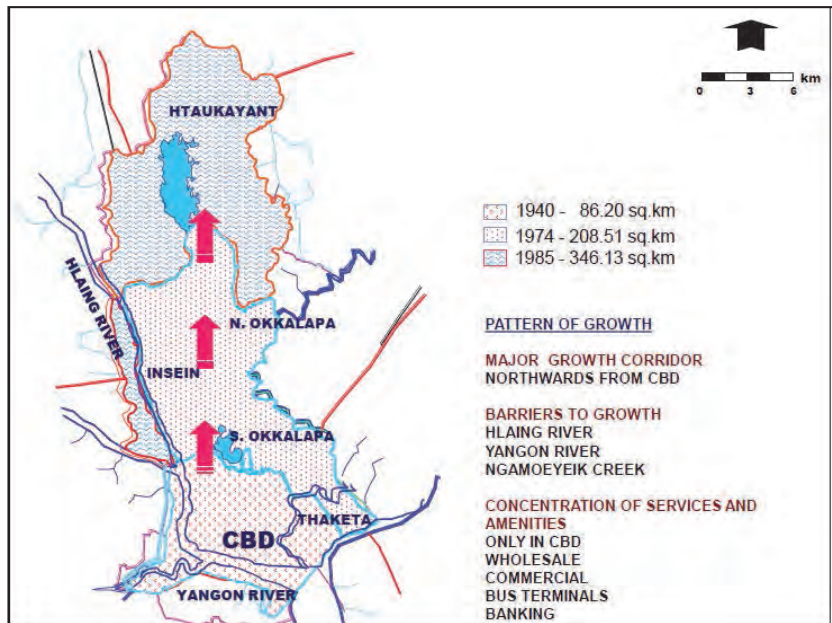 km
0 3 6
HTAUKAYANT
HLAING RIVER
N. OKKALAPA
INSEIN
S. OKKALAPA
THAKETA
CBD
YANGON RIVER
1940 - 86.20 sq.km
1974 - 208.51 sq.km
1985 - 346.13 sq.km
PATTERN OF GROWTH
MAJOR GROWTH CORRIDOR
NORTHWARDS FROM CBD
BARRIERS TO GROWTH
HLAING RIVER
YANGON RIVER
NGAMOEYEIK CREEK
CONCENTRATION OF SERVICES AND
AMENITIES
ONLY IN CBD
WHOLESALE
COMMERCIAL
BUS TERMINALS
BANKING